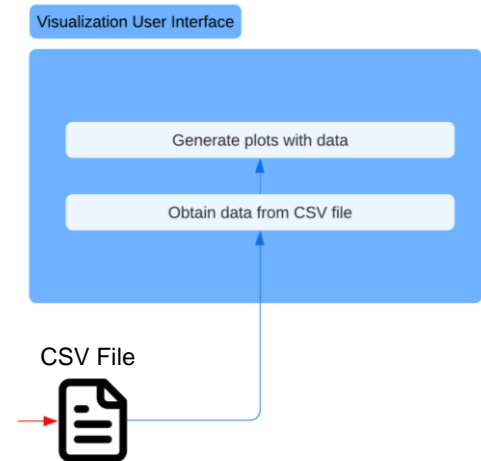 Visualization User Interface
Generate plots with data
Obtain data from CSV file
CSV File